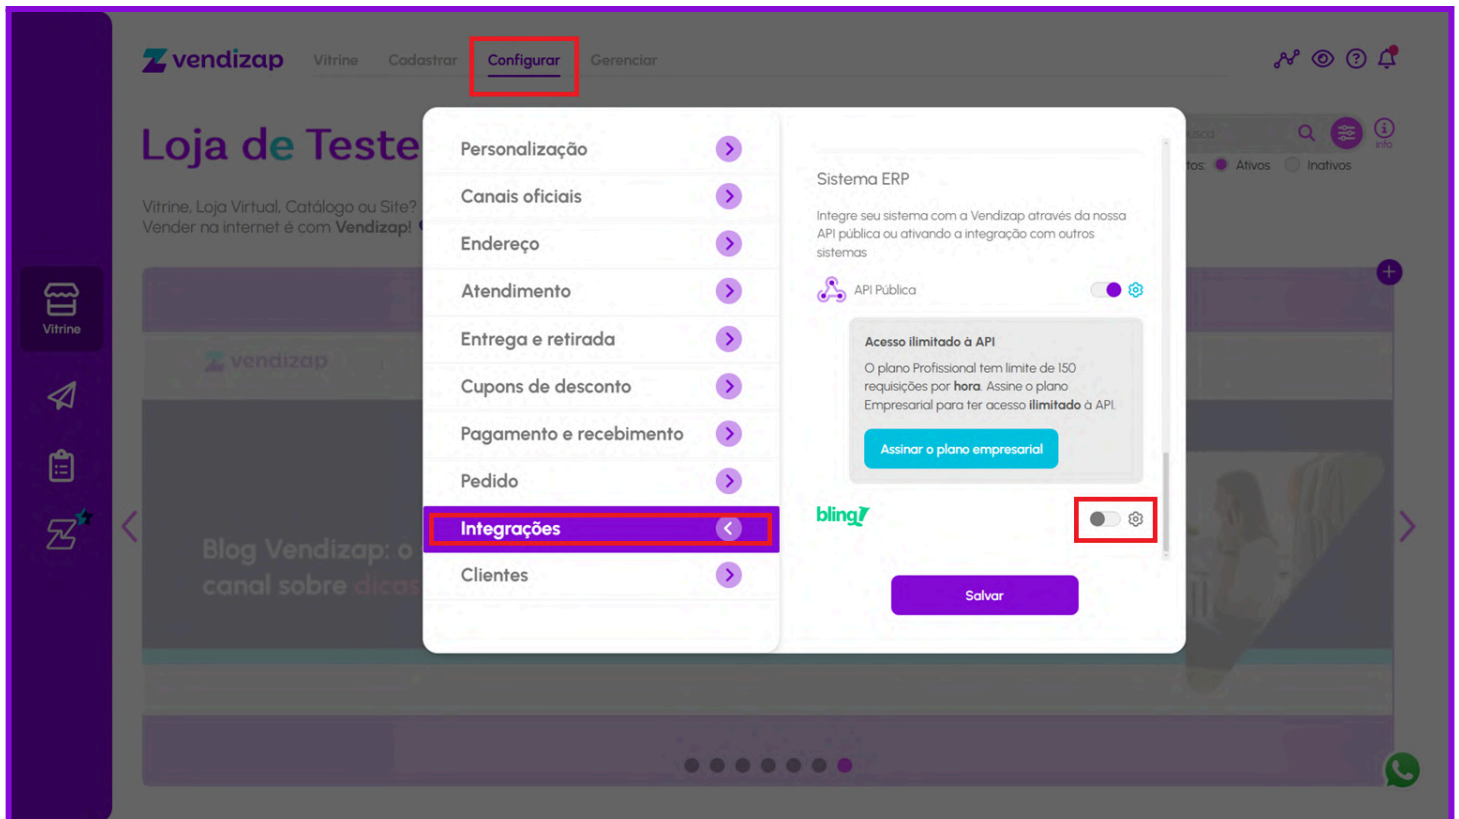 vendizap
Vitrine
Cadastrar
Configurar
Gerenciar
Loja de Teste
Vitrine, Loja Virtual, Catálogo ou Site?
Vender na internet é com Vendizap!
Info
Ativos
Inativos
Vitrine
vendizap
Blog Vendizap: o
canal sobre dicas
Personalização
Canais oficiais
Endereço
Atendimento
Entrega e retirada
Cupons de desconto
Pagamento e recebimento
Pedido
Integrações
Clientes
Sistema ERP
Integre seu sistema com a Vendizap através da nossa
API pública ou ativando a integração com outros
sistemas
API Pública
Acesso ilimitado à API
O plano Profissional tem limite de 150
requisições por hora. Assine o plano
Empresarial para ter acesso ilimitado à API.
Assinar o plano empresarial
bling
Salvar